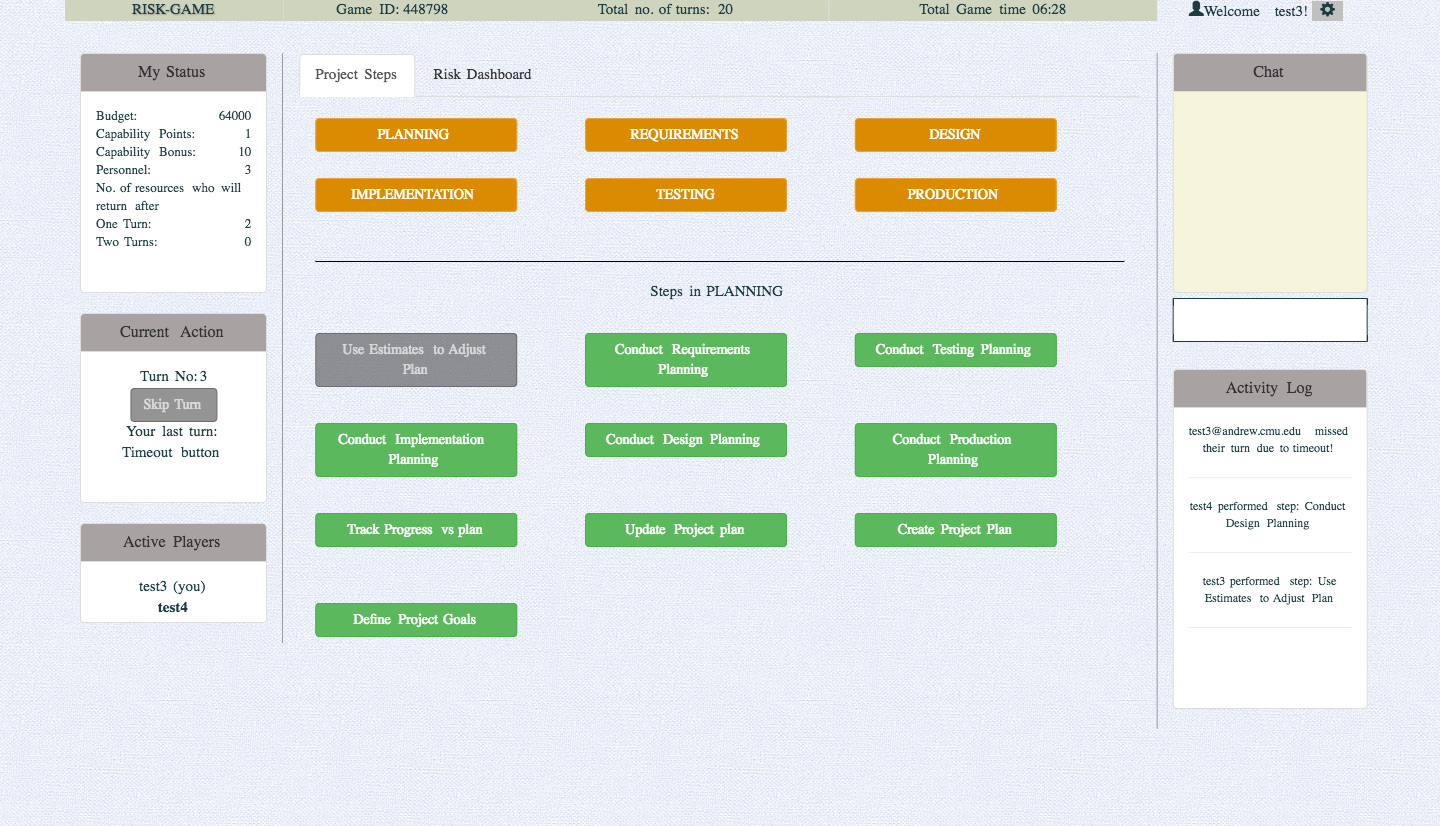 RISK-GAME
Game ID: 448798
Total no. of turns: 20
Total Game time 06:28
Welcome test3!
My Status
Budget: 64000
Capability Points: 1
Capability Bonus: 10
Personnel: 3
No. of resources who will
return after
One Turn: 2
Two Turns: 0
Current Action
Turn No: 3
Skip Turn
Your last turn:
Timeout button
Active Players
test3 (you)
test4
Project Steps
Risk Dashboard
PLANNING
REQUIREMENTS
DESIGN
IMPLEMENTATION
TESTING
PRODUCTION
Steps in PLANNING
Use Estimates to Adjust
Plan
Conduct Requirements
Planning
Conduct Testing Planning
Conduct Implementation
Planning
Conduct Design Planning
Conduct Production
Planning
Track Progress vs plan
Update Project plan
Create Project Plan
Define Project Goals
Chat
Activity Log
test3@andrew.cmu.edu missed
their turn due to timeout!
test4 performed step: Conduct
Design Planning
test3 performed step: Use
Estimates to Adjust Plan